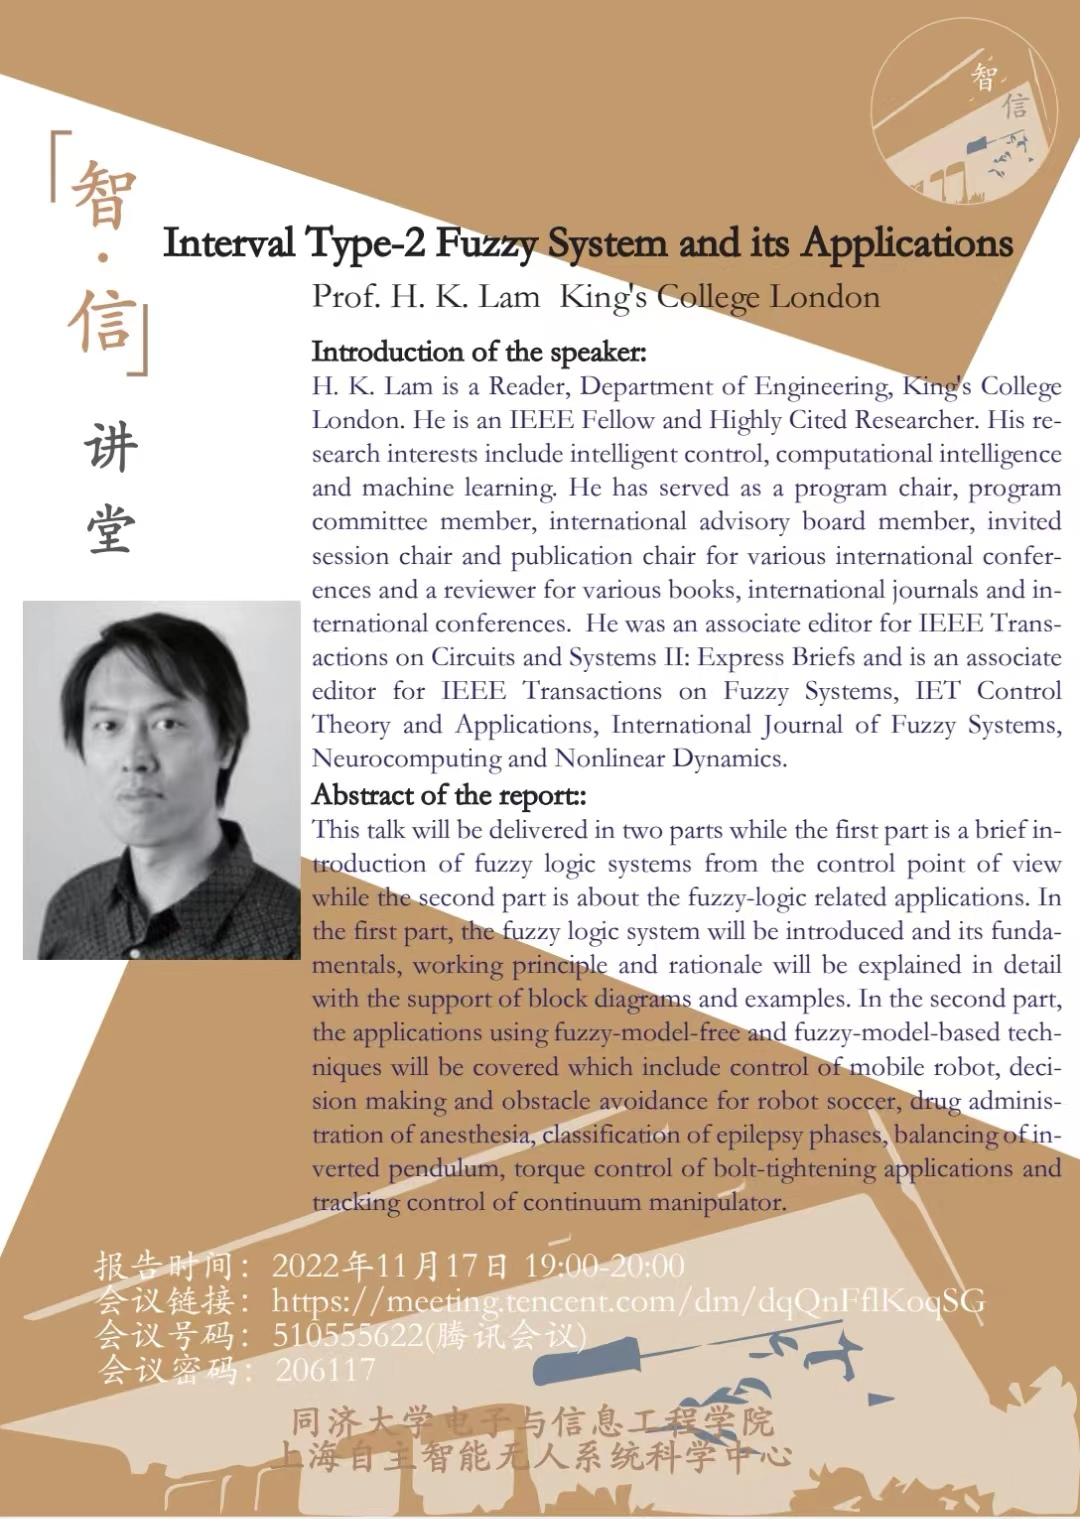 智
信
「智·信」
讲
堂
Interval Type-2 Fuzzy System and its Applications
Prof. H. K. Lam King's College London
Introduction of the speaker:
H. K. Lam is a Reader, Department of Engineering, King's College
London. He is an IEEE Fellow and Highly Cited Researcher. His re-
search interests include intelligent control, computational intelligence
and machine learning. He has served as a program chair, program
committee member, international advisory board member, invited
session chair and publication chair for various international confer-
ences and a reviewer for various books, international journals and in-
ternational conferences. He was an associate editor for IEEE Trans-
actions on Circuits and Systems II: Express Briefs and is an associate
editor for IEEE Transactions on Fuzzy Systems, IET Control
Theory and Applications, International Journal of Fuzzy Systems,
Neurocomputing and Nonlinear Dynamics.
Abstract of the report::
This talk will be delivered in two parts while the first part is a brief in-
troduction of fuzzy logic systems from the control point of view
while the second part is about the fuzzy-logic related applications. In
the first part, the fuzzy logic system will be introduced and its funda-
mentals, working principle and rationale will be explained in detail
with the support of block diagrams and examples. In the second part,
the applications using fuzzy-model-free and fuzzy-model-based tech-
niques will be covered which include control of mobile robot, deci-
sion making and obstacle avoidance for robot soccer, drug adminis-
tration of anesthesia, classification of epilepsy phases, balancing of in-
verted pendulum, torque control of bolt-tightening applications and
tracking control of continuum manipulator.
报告时间：2022年11月17日 19:00-20:00
会议链接：https://meeting.tencent.com/dm/dqQnFflKoqSG
会议号码：510555622(腾讯会议)
会议密码：206117
同济大学电子与信息工程学院
上海自主智能无人系统科学中心